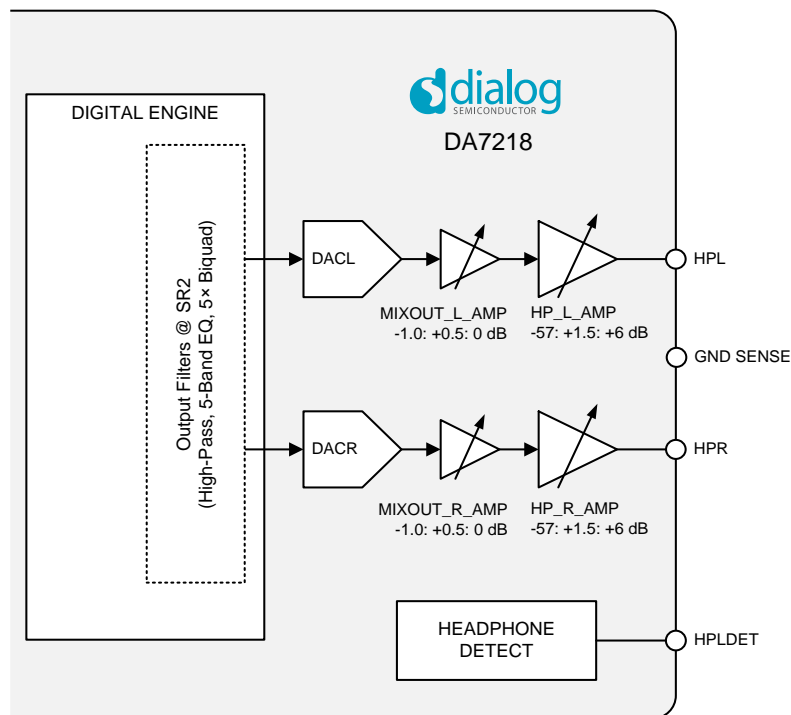 dialog
SEMICONDUCTOR
DA7218
DIGITAL ENGINE
Output Filters @ SR2
(High-Pass, 5-Band EQ, 5× Biquad)
DACL
MIXOUT_L_AMP
-1.0: +0.5: 0 dB
HP_L_AMP
-57: +1.5: +6 dB
HPL
GND SENSE
DACR
MIXOUT_R_AMP
-1.0: +0.5: 0 dB
HP_R_AMP
-57: +1.5: +6 dB
HPR
HEADPHONE
DETECT
HPLDET